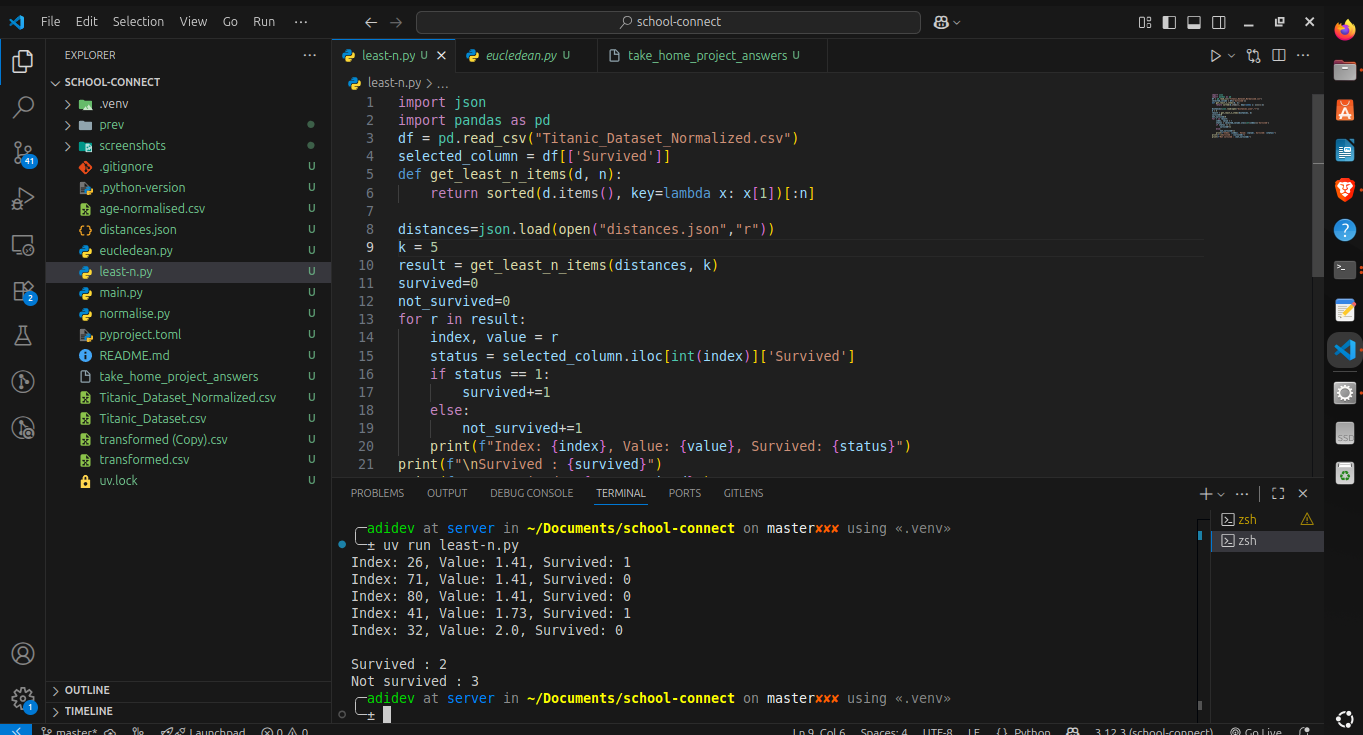 File Edit Selection View Go Run ··· school-connect
EXPLORER ···
SCHOOL-CONNECT
.venv
prev
screenshots
.gitignore U
.python-version U
age-normalised.csv U
distances.json U
eucledean.py U
least-n.py U
main.py U
normalise.py U
pyproject.toml U
README.md U
take_home_project_answers U
Titanic_Dataset_Normalized.csv U
Titanic_Dataset.csv U
transformed (Copy).csv U
transformed.csv U
uv.lock U
OUTLINE
TIMELINE
41
2
1
least-n.py U eucledean.py U take_home_project_answers U
least-n.py > ...
1 import json
2 import pandas as pd
3 df = pd.read_csv("Titanic_Dataset_Normalized.csv")
4 selected_column = df[['Survived']]
5 def get_least_n_items(d, n):
6     return sorted(d.items(), key=lambda x: x[1])[:n]
7
8 distances=json.load(open("distances.json","r"))
9 k = 5
10 result = get_least_n_items(distances, k)
11 survived=0
12 not_survived=0
13 for r in result:
14     index, value = r
15     status = selected_column.iloc[int(index)]['Survived']
16     if status == 1:
17         survived+=1
18     else:
19         not_survived+=1
20     print(f"Index: {index}, Value: {value}, Survived: {status}")
21 print(f"\nSurvived : {survived}")
PROBLEMS OUTPUT DEBUG CONSOLE TERMINAL PORTS GITLENS
adidev at server in ~/Documents/school-connect on master✘✘✘ using «.venv»
± uv run least-n.py
Index: 26, Value: 1.41, Survived: 1
Index: 71, Value: 1.41, Survived: 0
Index: 80, Value: 1.41, Survived: 0
Index: 41, Value: 1.73, Survived: 1
Index: 32, Value: 2.0, Survived: 0

Survived : 2
Not survived : 3
adidev at server in ~/Documents/school-connect on master✘✘✘ using «.venv»
±
zsh
zsh
master* Launchpad 0 0 Ln 9, Col 6 Spaces: 4 UTF-8 LF {} Python 3.12.3 (school-connect) Go Live